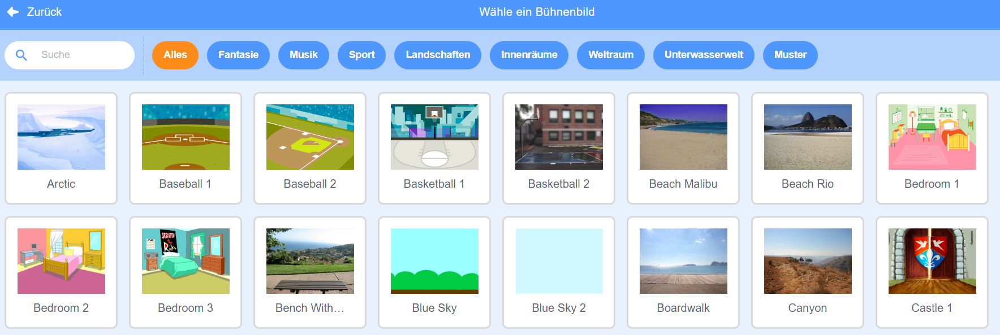 Zurück
Wähle ein Bühnenbild
Suche
Alles
Fantasie
Musik
Sport
Landschaften
Innenräume
Weltraum
Unterwasserwelt
Muster
Arctic
Baseball 1
Baseball 2
Basketball 1
Basketball 2
Beach Malibu
Beach Rio
Bedroom 1
SCRATCH
Rocks
Bedroom 2
Bedroom 3
Bench With…
Blue Sky
Blue Sky 2
Boardwalk
Canyon
Castle 1